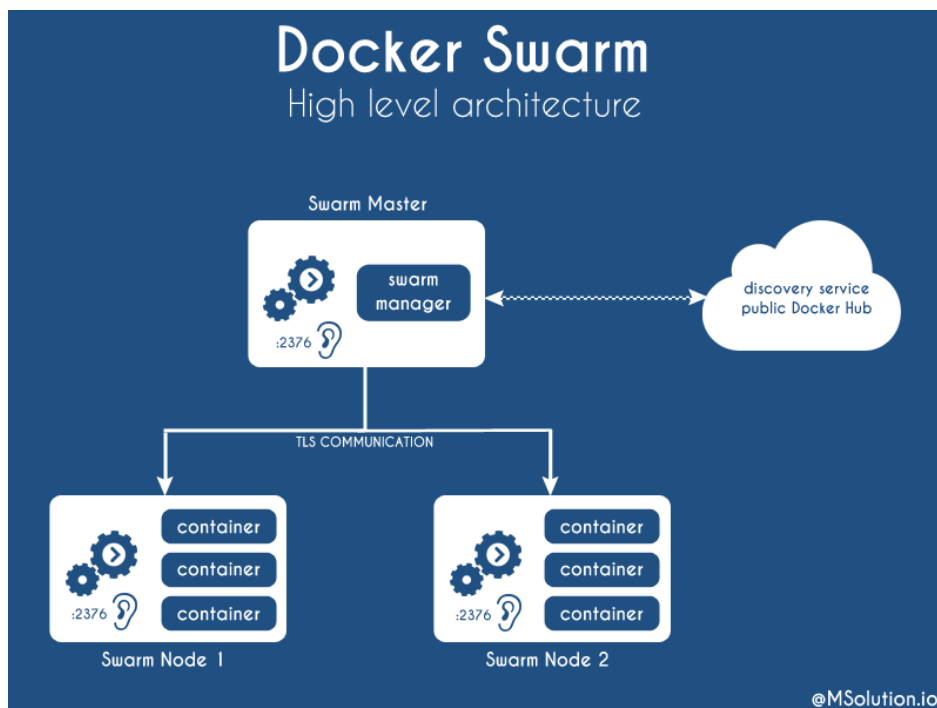 Docker Swarm
High level architecture
Swarm Master
swarm
manager
:2376
discovery service
public Docker Hub
TLS COMMUNICATION
container
container
container
:2376
Swarm Node 1
container
container
container
:2376
Swarm Node 2
@MSolution.io